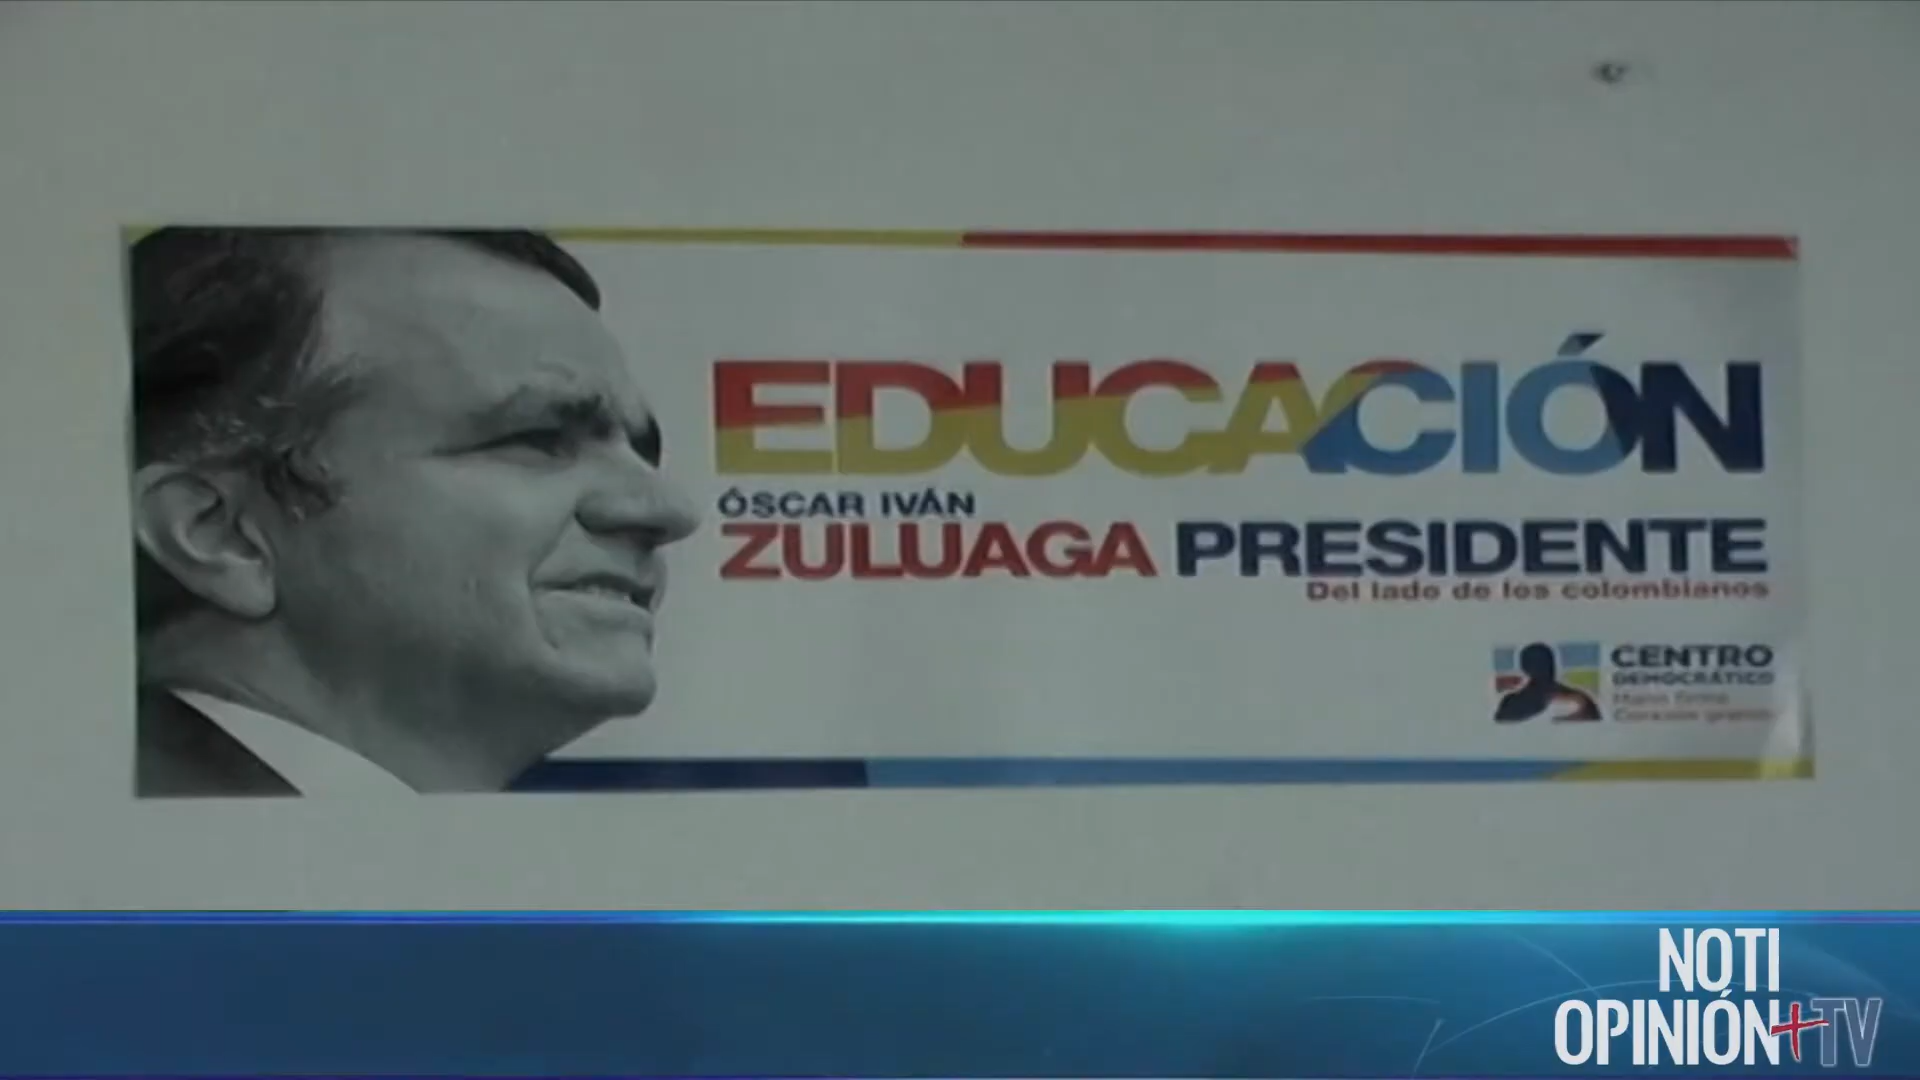 EDUCACIÓN
ÓSCAR IVÁN
ZULUAGA PRESIDENTE
Del lado de los colombianos
CENTRO
DEMOCRÁTICO
NOTI
OPINIÓN+TV